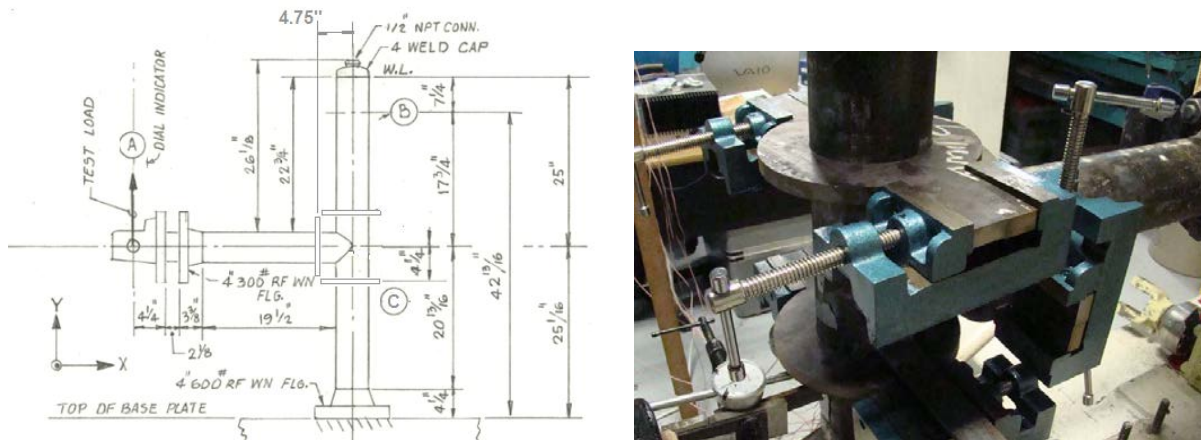 4.75"
1/2" NPT CONN.
4 WELD CAP
W.L.
TEST LOAD
A
DIAL INDICATOR
26 1/8"
22 3/4"
7 1/4"
B
17 3/4"
25"
4 1/4"
42 13/16"
4" 300# RF WN
FLG.
C
4 1/4"
3 3/8"
19 1/2"
2 1/8
20 13/16"
25 1/16"
Y
X
4" 600# RF WN FLG.
4 1/4"
TOP OF BASE PLATE
VAIO